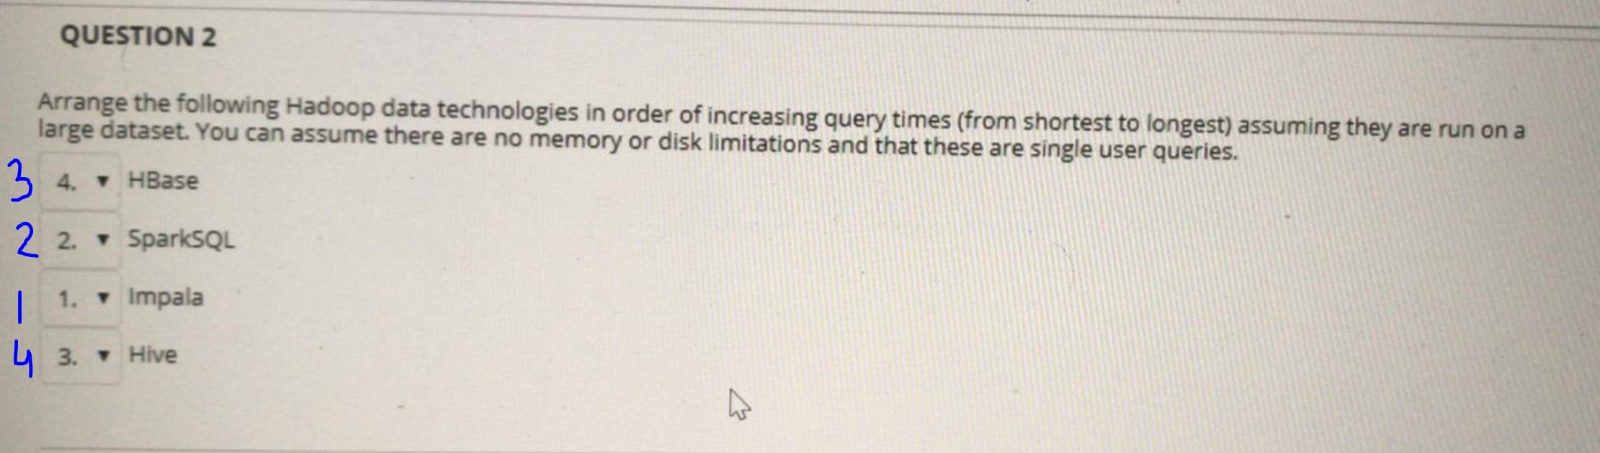 QUESTION 2
Arrange the following Hadoop data technologies in order of increasing query times (from shortest to longest) assuming they are run on a
large dataset. You can assume there are no memory or disk limitations and that these are single user queries.
3 4. ▼ HBase
2 2. ▼ SparkSQL
1 1. ▼ Impala
4 3. ▼ Hive